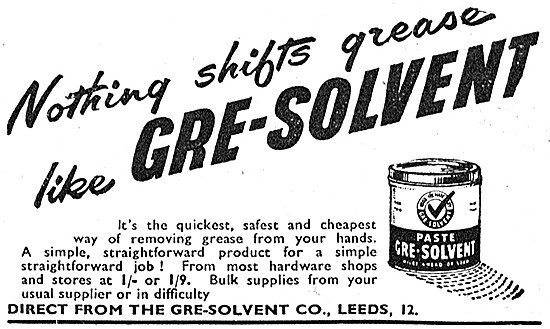 Nothing shifts grease
like GRE-SOLVENT
It's the quickest, safest and cheapest
way of removing grease from your hands.
A simple, straightforward product for a simple
straightforward job! From most hardware shops
and stores at 1/- or 1/9. Bulk supplies from your
usual supplier or in difficulty
DIRECT FROM THE GRE-SOLVENT CO., LEEDS, 12.
GRE-SOLVENT
PASTE
GRE-SOLVENT